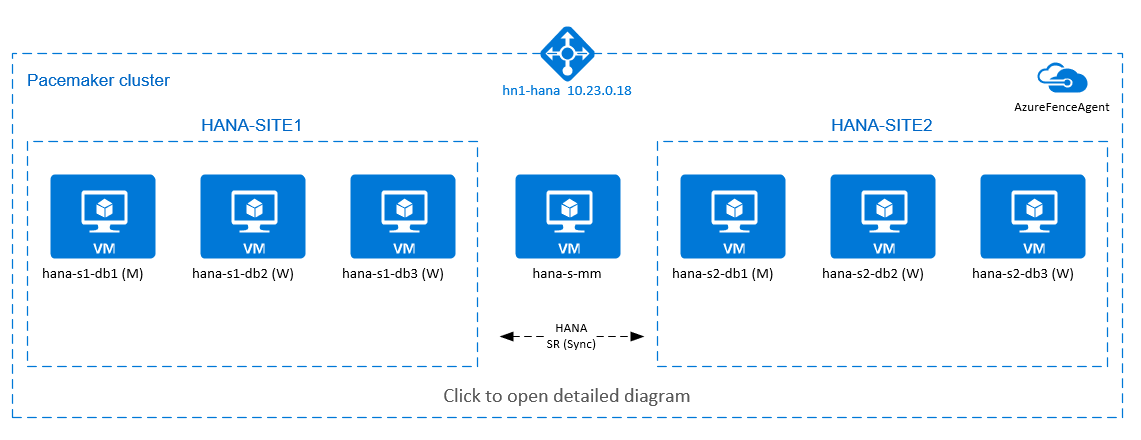 Pacemaker cluster
hn1-hana 10.23.0.18
AzureFenceAgent
HANA-SITE1
HANA-SITE2
VM
VM
VM
VM
VM
VM
VM
hana-s1-db1 (M)
hana-s1-db2 (W)
hana-s1-db3 (W)
hana-s-mm
hana-s2-db1 (M)
hana-s2-db2 (W)
hana-s2-db3 (W)
HANA
SR (Sync)
Click to open detailed diagram